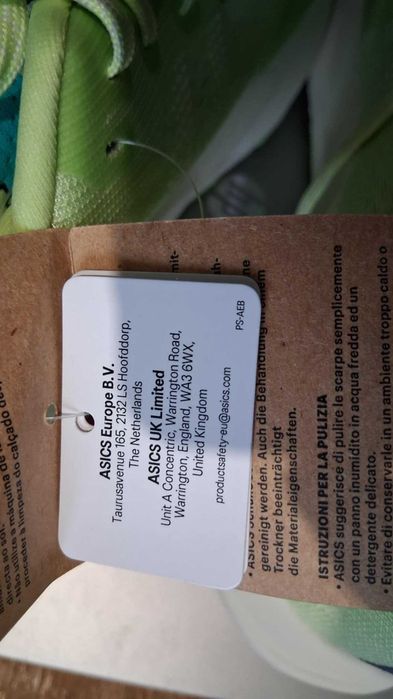 ASICS Europe B.V.
Taurusavenue 165, 2132 LS Hoofddorp,
The Netherlands
ASICS UK Limited
Unit A Concentric, Warrington Road,
Warrington, England, WA3 6WX,
United Kingdom
productsafety-eu@asics.com
PS-AEB
gereinigt werden. Auch die Behandlung
Trockner beeinträchtigt
die Materialeigenschaften.
ISTRUZIONI PER LA PULIZIA
• ASICS suggerisce di pulire le scarpe semplicemente
con un panno inumidito in acqua fredda ed un
detergente delicato.
• Evitare di conservarle in un ambiente troppo caldo o